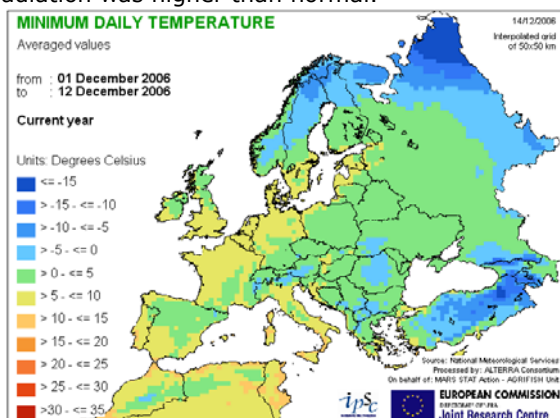 adiation was higher than normal.
MINIMUM DAILY TEMPERATURE
14/12/2006
Averaged values
Interpolated grid
of 50x50 km
from : 01 December 2006
to : 12 December 2006
Current year
Units: Degrees Celsius
<= -15
> -15 - <= -10
> -10 - <= -5
> -5 - <= 0
> 0 - <= 5
> 5 - <= 10
> 10 - <= 15
> 15 - <= 20
> 20 - <= 25
> 25 - <= 30
>30 - <= 35
Source: National Meteorological Services
Processed by: ALTERRA Consortium
On behalf of: MARS STAT Action - AGRIFISH Unit
ipsc
EUROPEAN COMMISSION
Joint Research Centre